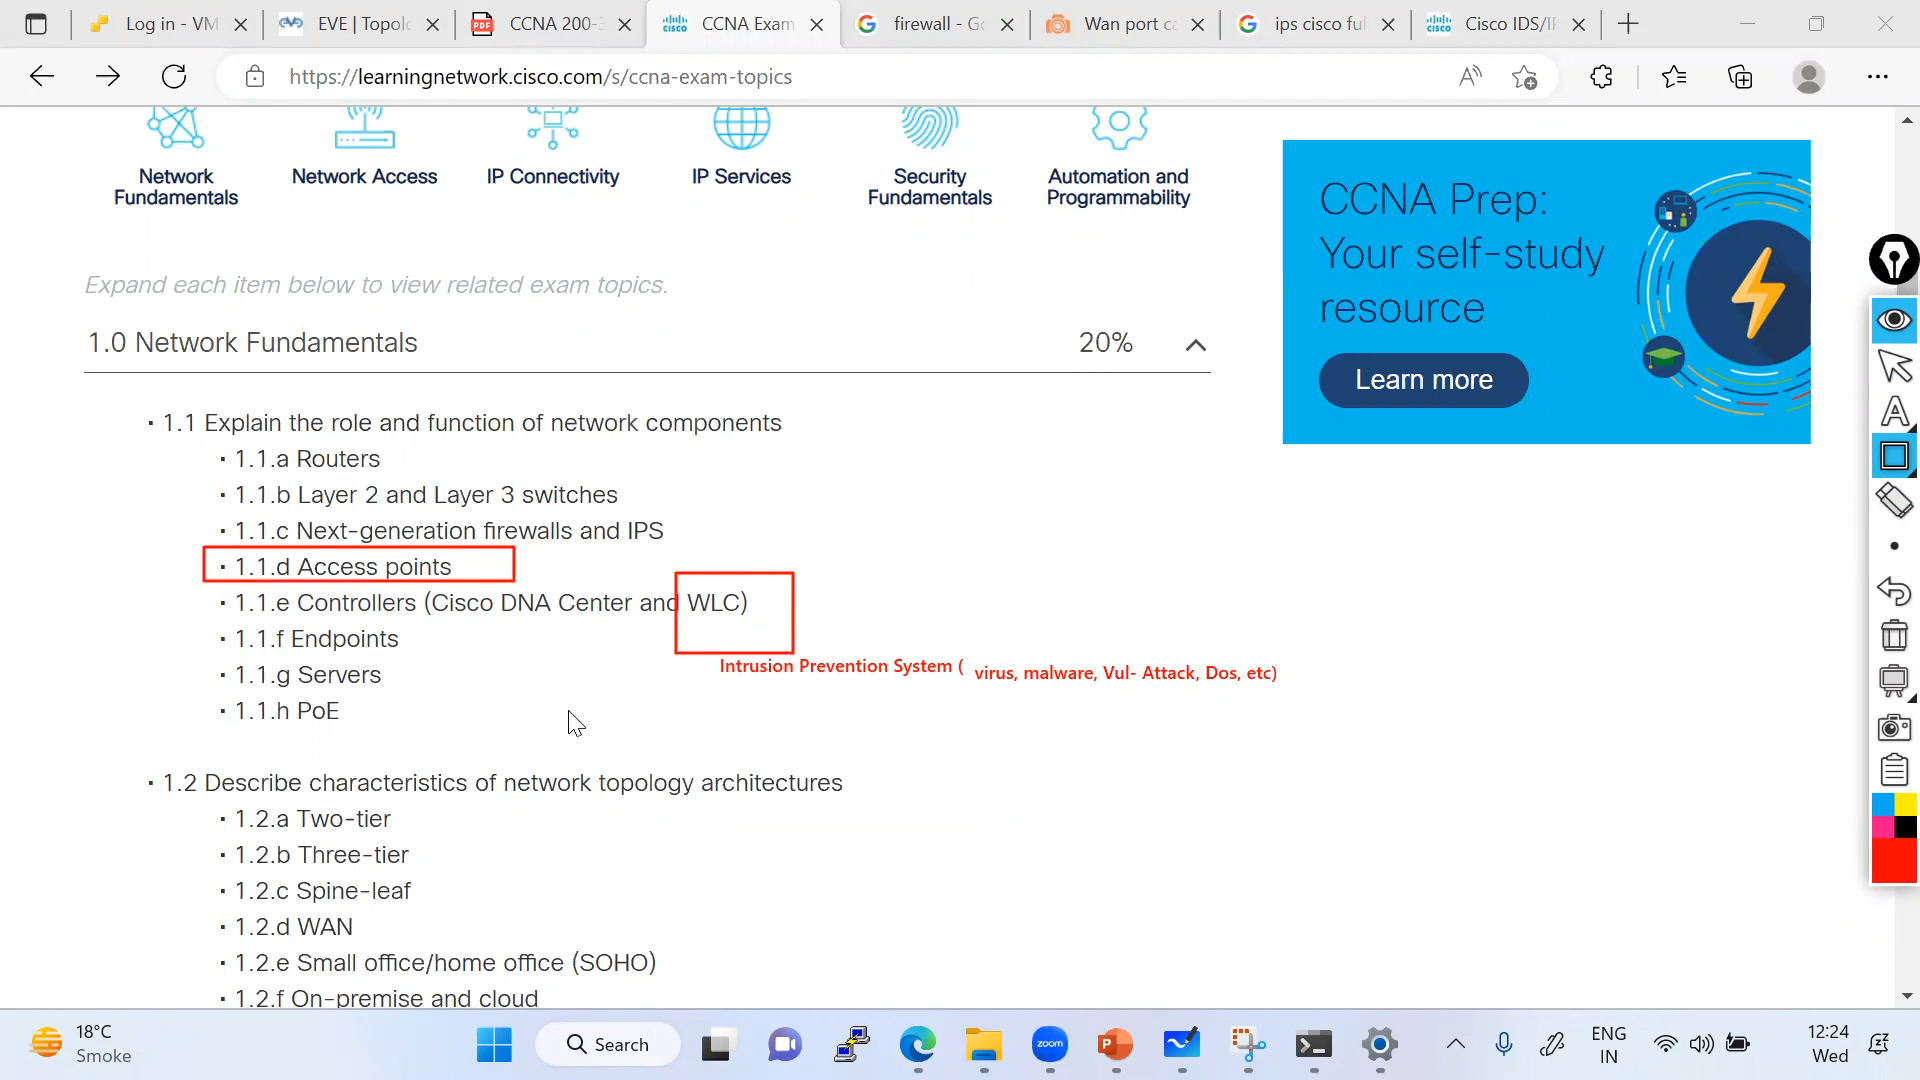 Log in - VM
EVE | Topol
CCNA 200-
CCNA Exam
firewall - G
Wan port ca
ips cisco ful
Cisco IDS/I
https://learningnetwork.cisco.com/s/ccna-exam-topics
Network Fundamentals
Network Access
IP Connectivity
IP Services
Security Fundamentals
Automation and Programmability
CCNA Prep:
Your self-study
resource
Learn more
Expand each item below to view related exam topics.
1.0 Network Fundamentals 20%
1.1 Explain the role and function of network components
1.1.a Routers
1.1.b Layer 2 and Layer 3 switches
1.1.c Next-generation firewalls and IPS
1.1.d Access points
1.1.e Controllers (Cisco DNA Center and WLC)
1.1.f Endpoints
Intrusion Prevention System ( virus, malware, Vul- Attack, Dos, etc)
1.1.g Servers
1.1.h PoE
1.2 Describe characteristics of network topology architectures
1.2.a Two-tier
1.2.b Three-tier
1.2.c Spine-leaf
1.2.d WAN
1.2.e Small office/home office (SOHO)
1.2.f On-premise and cloud
18°C
Smoke
Search
zoom
ENG
IN
12:24
Wed